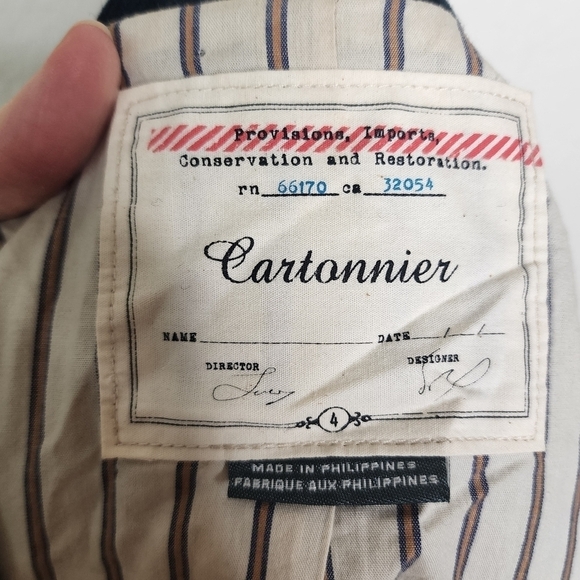 Provisions, Imports,
Conservation and Restoration.
rn 66170 ca 32054
Cartonnier
NAME DATE / /
DIRECTOR DESIGNER
4
MADE IN PHILIPPINES
FABRIQUE AUX PHILIPPINES